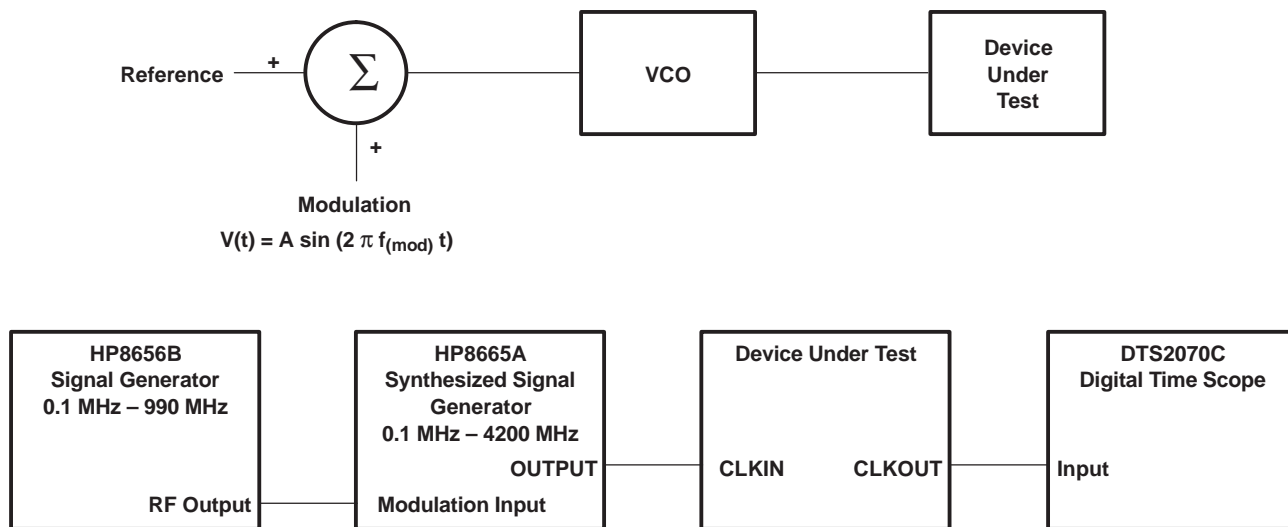 Reference
+
Σ
VCO
Device
Under
Test
+
Modulation
V(t) = A sin (2 π f(mod) t)
HP8656B
Signal Generator
0.1 MHz – 990 MHz
RF Output
HP8665A
Synthesized Signal
Generator
0.1 MHz – 4200 MHz
OUTPUT
Modulation Input
Device Under Test
CLKIN
CLKOUT
DTS2070C
Digital Time Scope
Input